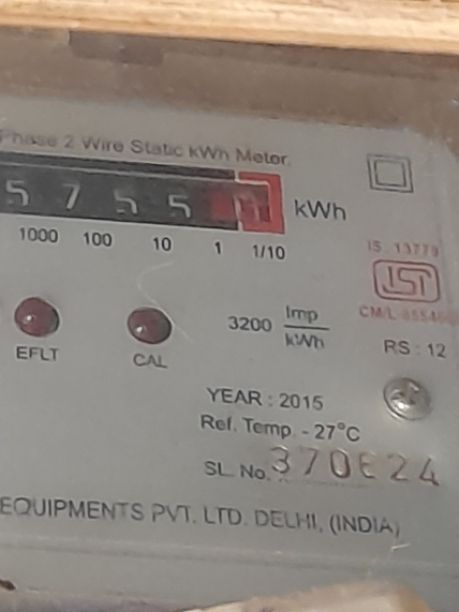 Phase 2 Wire Static kWh Meter
5 7 5 5
kWh
1000 100 10 1 1/10
IS : 13779
ISI
3200 Imp
kWh
CM/L
RS : 12
EFLT
CAL
YEAR : 2015
Ref. Temp. - 27°C
SL. No.
EQUIPMENTS PVT. LTD. DELHI, (INDIA)